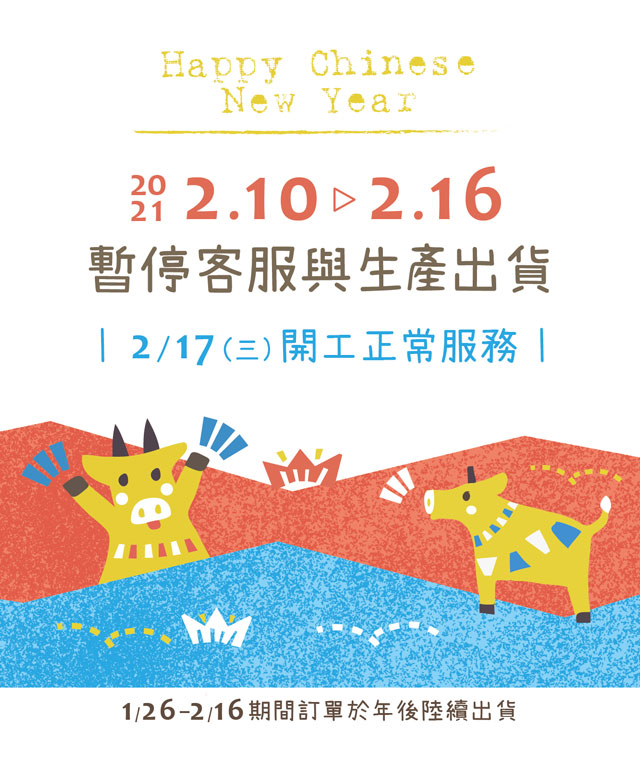 Happy Chinese
New Year
2021 2.10 ▷ 2.16
暫停客服與生產出貨
| 2/17(三)開工正常服務 |
1/26-2/16期間訂單於年後陸續出貨